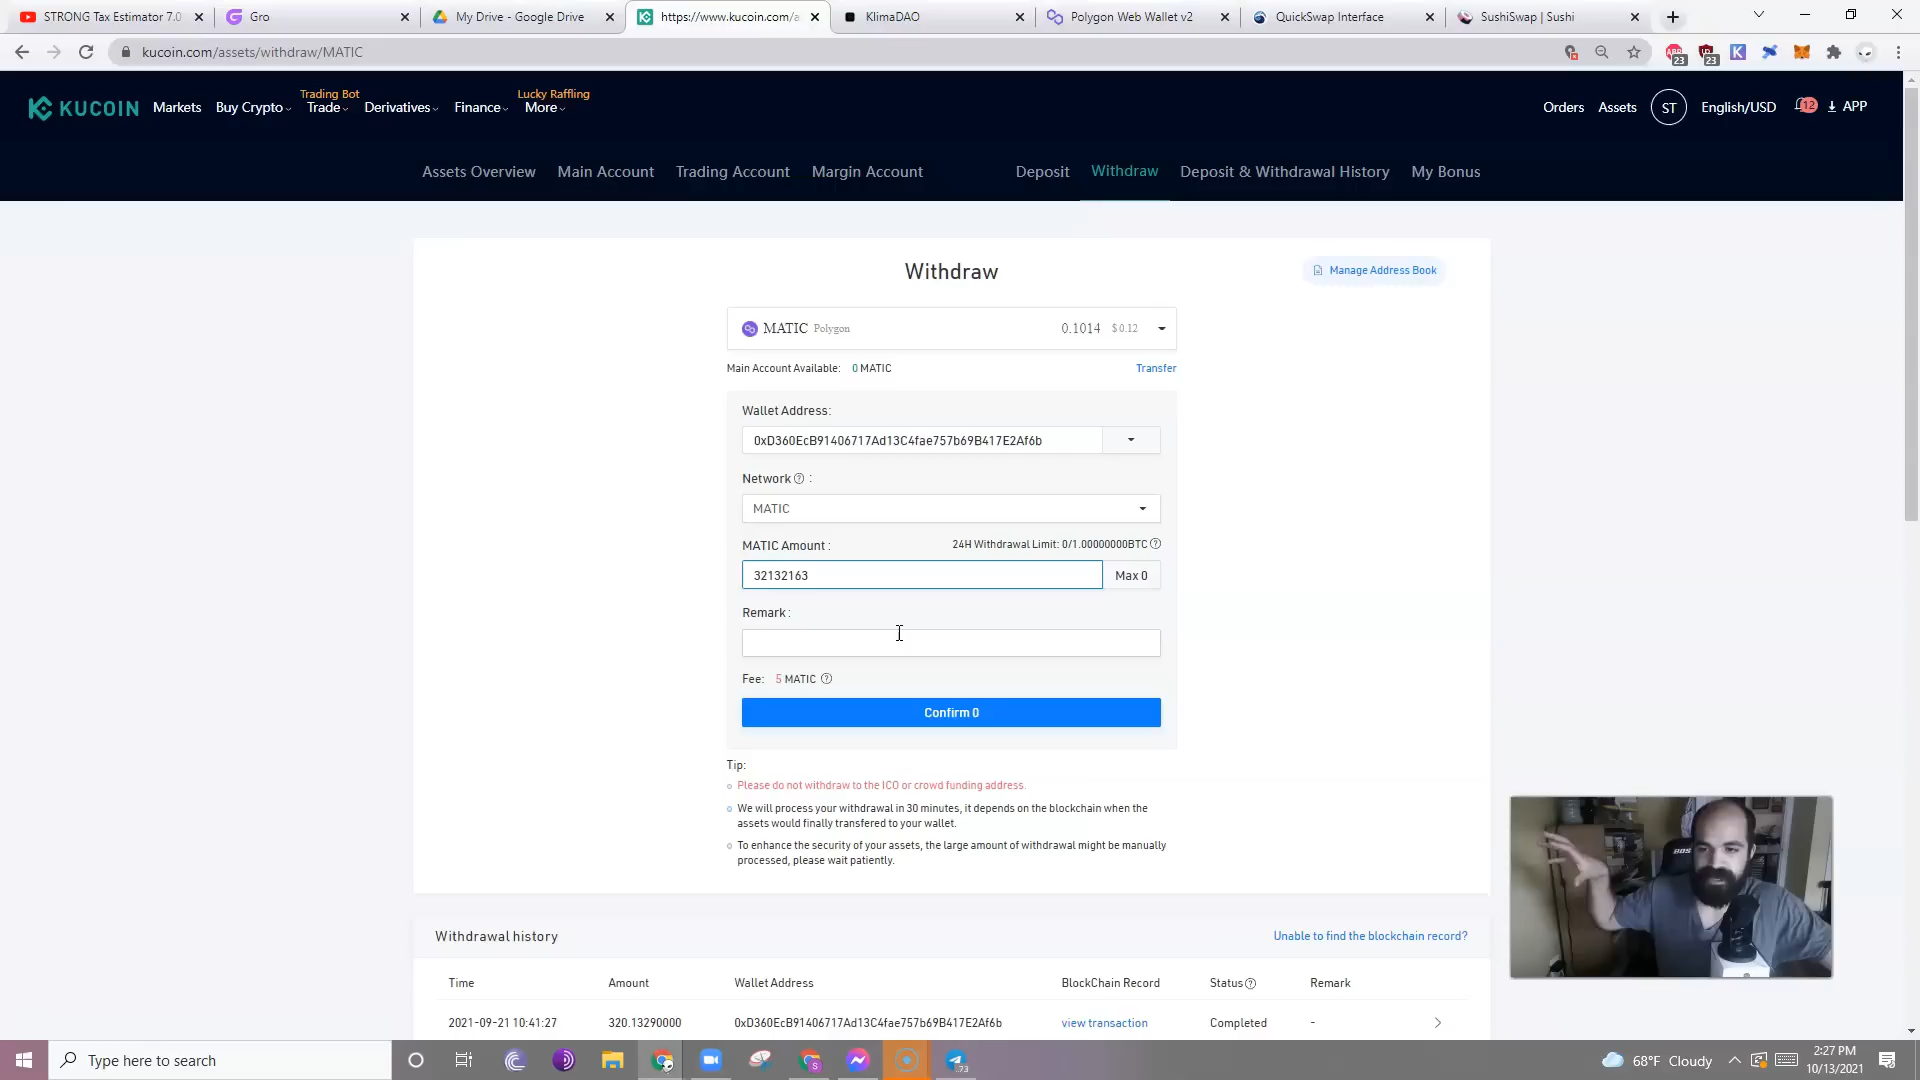 STRONG Tax Estimator 7.0
Gro
My Drive - Google Drive
https://www.kucoin.com/a
KlimaDAO
Polygon Web Wallet v2
QuickSwap Interface
SushiSwap | Sushi
kucoin.com/assets/withdraw/MATIC
23
23
KUCOIN
Markets
Buy Crypto
Trading Bot
Trade
Derivatives
Finance
Lucky Raffling
More
Orders
Assets
ST
English/USD
12
APP
Assets Overview
Main Account
Trading Account
Margin Account
Deposit
Withdraw
Deposit & Withdrawal History
My Bonus
Withdraw
Manage Address Book
MATIC Polygon 0.1014 $ 0.12
Main Account Available: 0 MATIC
Transfer
Wallet Address:
0xD360EcB91406717Ad13C4fae757b69B417E2Af6b
Network ? :
MATIC
MATIC Amount :
24H Withdrawal Limit: 0/1.00000000BTC ?
32132163
Max 0
Remark :
Fee: 5 MATIC ?
Confirm 0
Tip:
Please do not withdraw to the ICO or crowd funding address.
We will process your withdrawal in 30 minutes, it depends on the blockchain when the
assets would finally transfered to your wallet.
To enhance the security of your assets, the large amount of withdrawal might be manually
processed, please wait patiently.
BOSS
Withdrawal history
Unable to find the blockchain record?
Time Amount Wallet Address BlockChain Record Status ? Remark
2021-09-21 10:41:27 320.13290000 0xD360EcB91406717Ad13C4fae757b69B417E2Af6b view transaction Completed -
Type here to search
73
68°F Cloudy
2:27 PM
10/13/2021